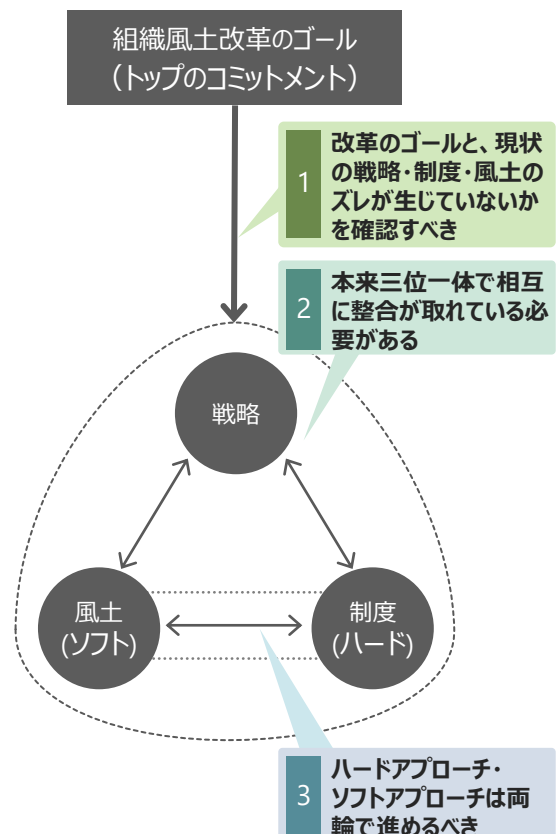 組織風土改革のゴール
（トップのコミットメント）
1
改革のゴールと、現状
の戦略・制度・風土の
ズレが生じていないか
を確認すべき
2
本来三位一体で相互
に整合が取れている必
要がある
戦略
風土
(ソフト)
制度
(ハード)
3
ハードアプローチ・
ソフトアプローチは両
輪で進めるべき